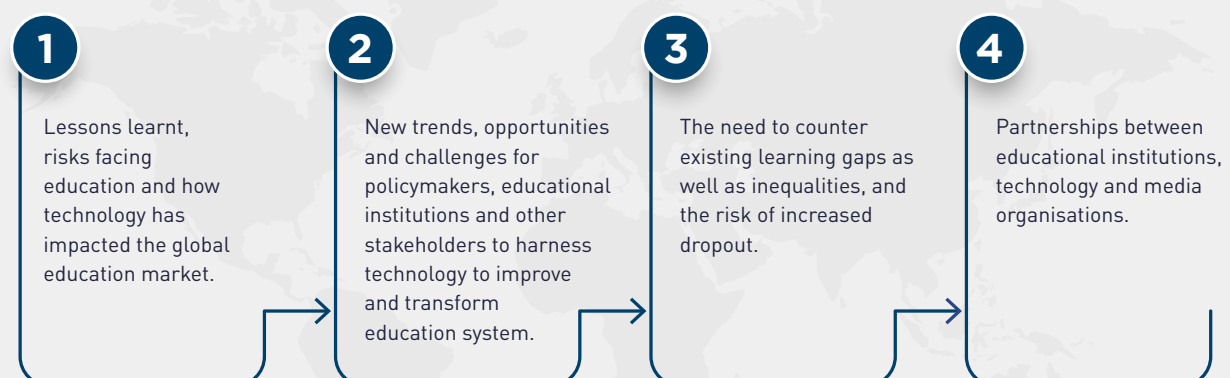 1
Lessons learnt,
risks facing
education and how
technology has
impacted the global
education market.
2
New trends, opportunities
and challenges for
policymakers, educational
institutions and other
stakeholders to harness
technology to improve
and transform
education system.
3
The need to counter
existing learning gaps as
well as inequalities, and
the risk of increased
dropout.
4
Partnerships between
educational institutions,
technology and media
organisations.